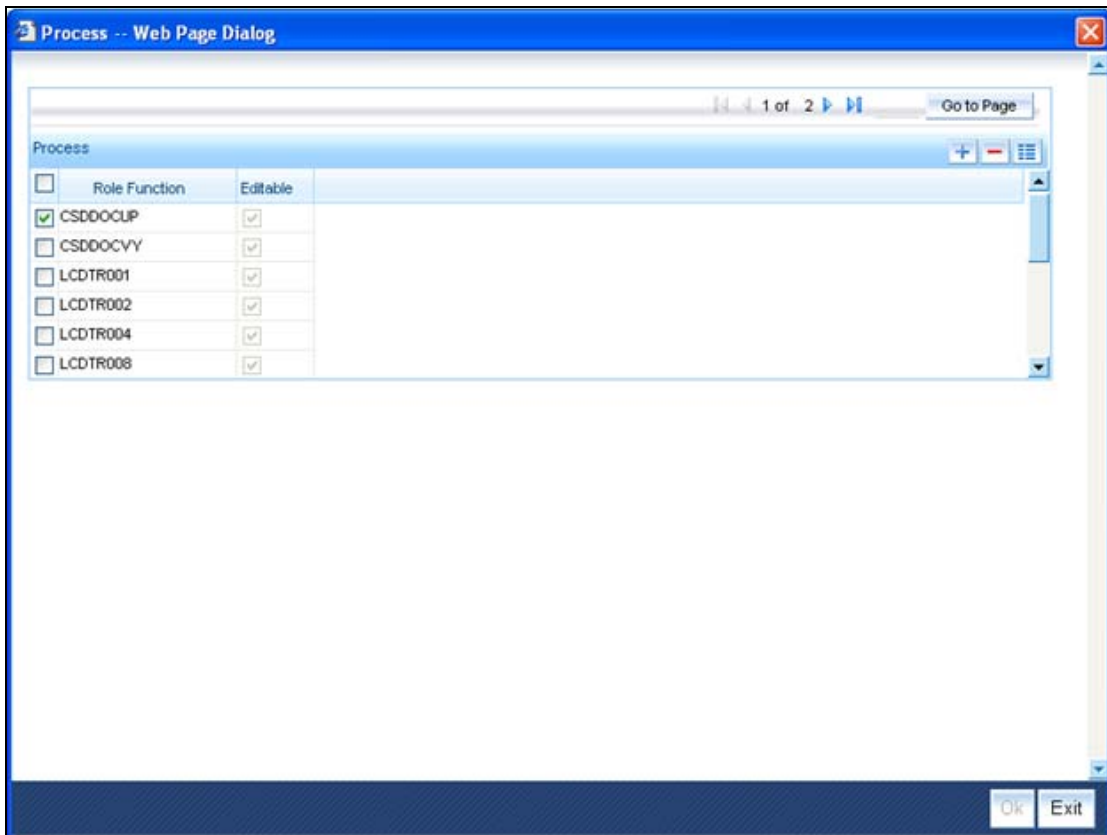 Process -- Web Page Dialog
1 of 2 Go to Page
Process
Role Function Editable
CSDDOCUP
CSDDOCVY
LCDTR001
LCDTR002
LCDTR004
LCDTR008
Ok Exit